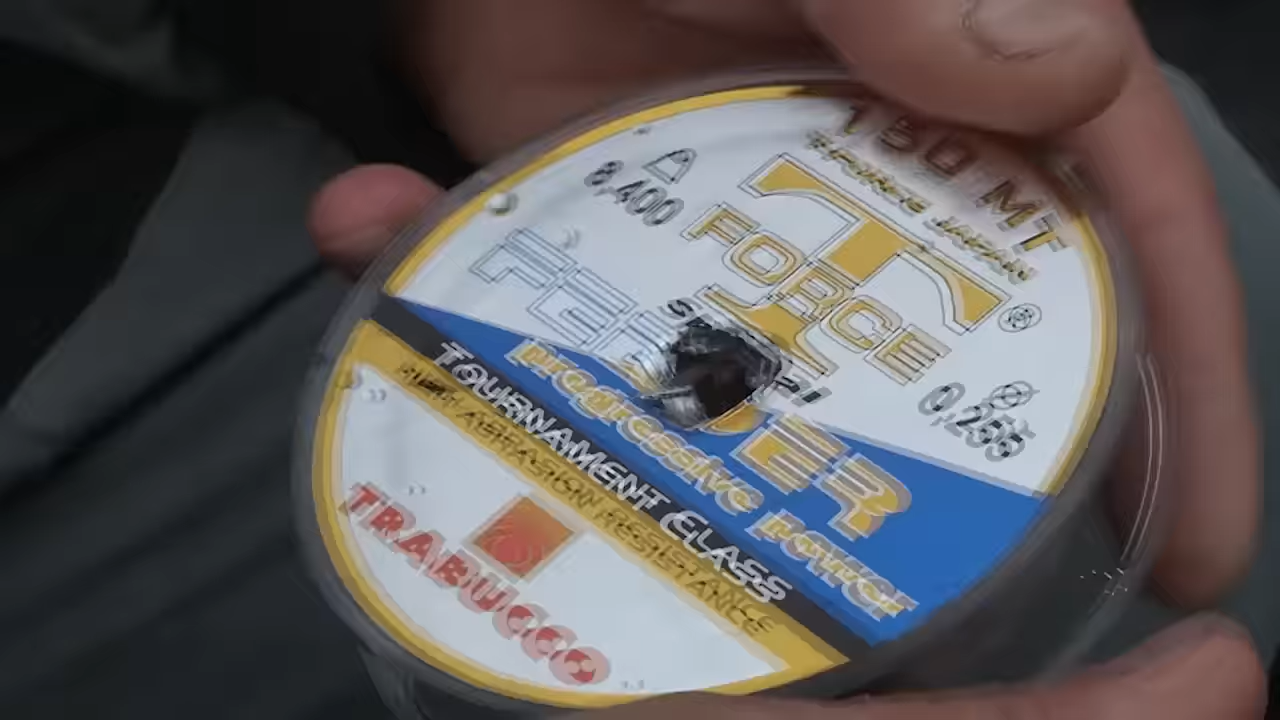 150 MT
T-FORCE JAPAN
T
8,400
FORCE
®
0,255
FEEDER
progressive power
TOURNAMENT CLASS
HIGH ABRASION RESISTANCE
TRABUCCO